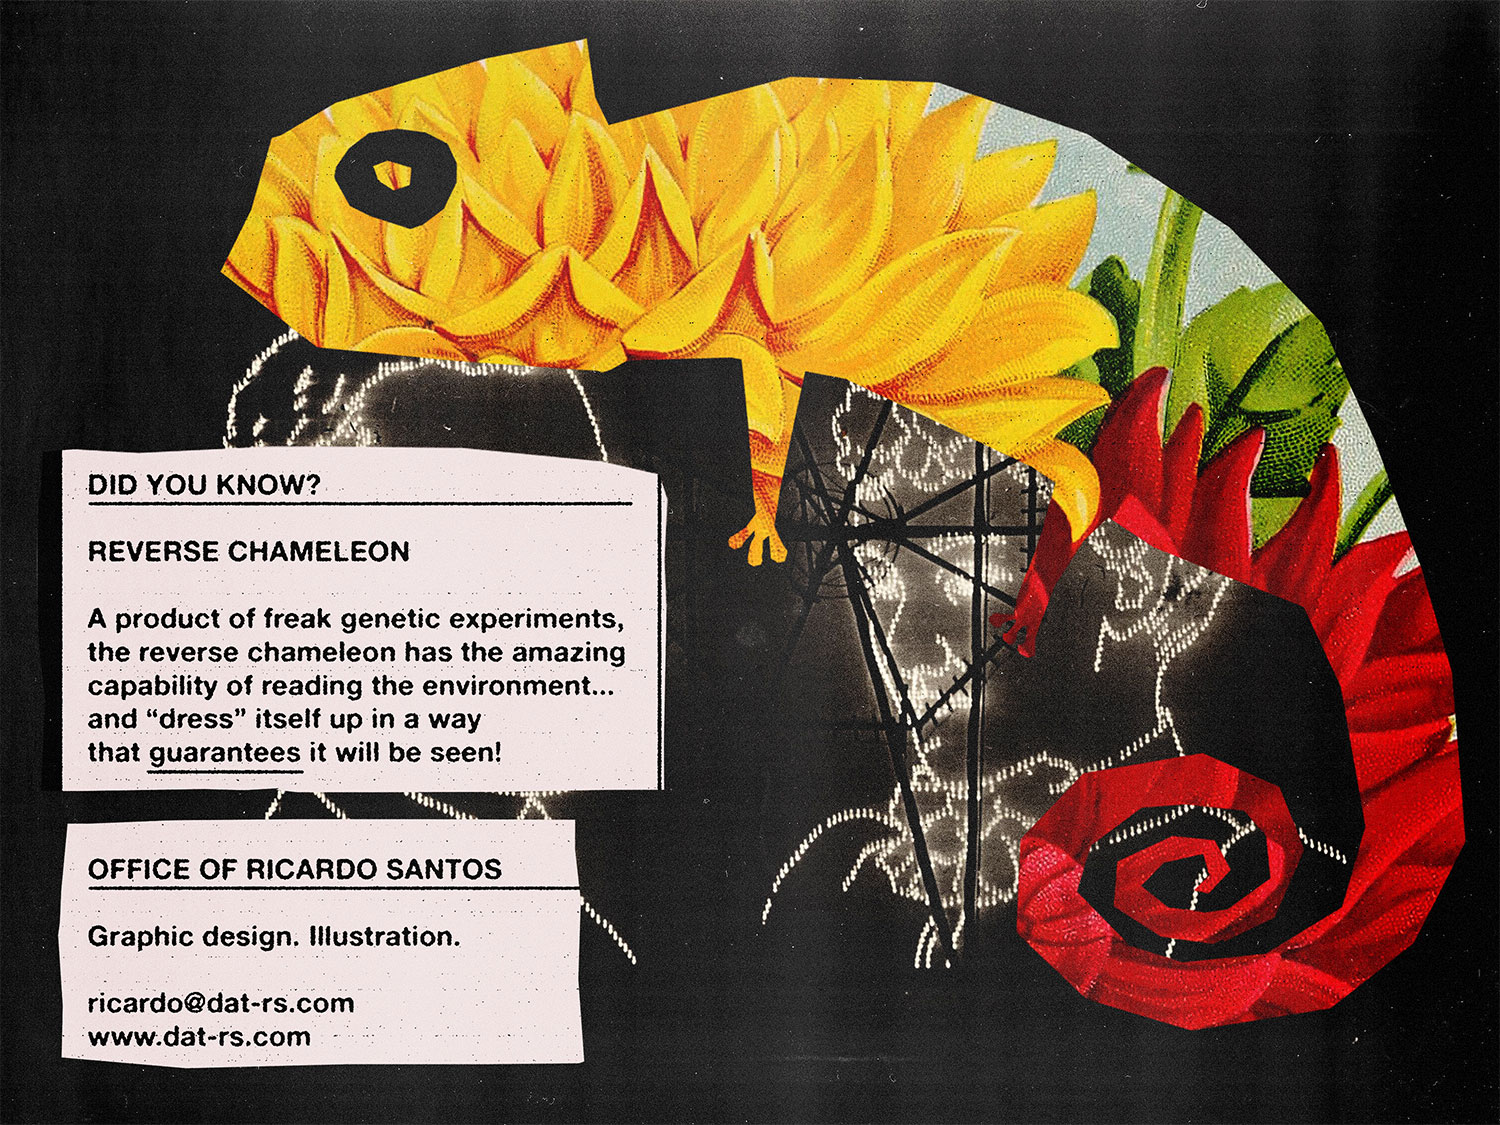 DID YOU KNOW?
REVERSE CHAMELEON
A product of freak genetic experiments,
the reverse chameleon has the amazing
capability of reading the environment...
and “dress” itself up in a way
that guarantees it will be seen!
OFFICE OF RICARDO SANTOS
Graphic design. Illustration.
ricardo@dat-rs.com
www.dat-rs.com